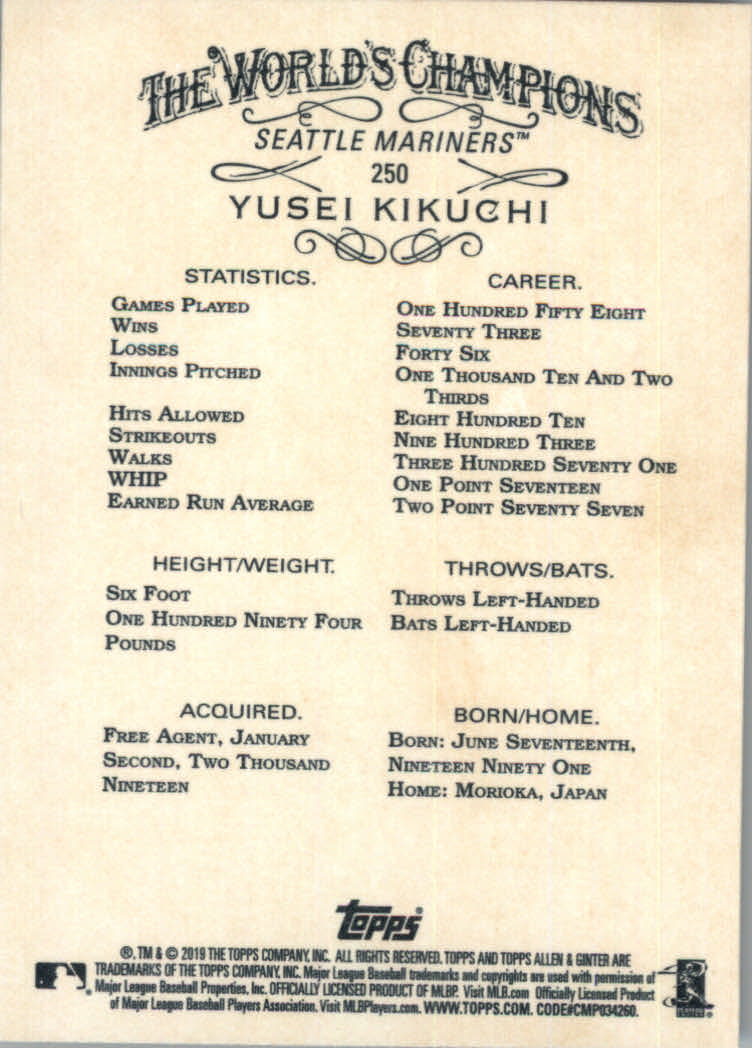 THE WORLD'S CHAMPIONS
SEATTLE MARINERS™
250
YUSEI KIKUCHI
STATISTICS. CAREER.
GAMES PLAYED ONE HUNDRED FIFTY EIGHT
WINS SEVENTY THREE
LOSSES FORTY SIX
INNINGS PITCHED ONE THOUSAND TEN AND TWO
THIRDS
HITS ALLOWED EIGHT HUNDRED TEN
STRIKEOUTS NINE HUNDRED THREE
WALKS THREE HUNDRED SEVENTY ONE
WHIP ONE POINT SEVENTEEN
EARNED RUN AVERAGE TWO POINT SEVENTY SEVEN
HEIGHT/WEIGHT. THROWS/BATS.
SIX FOOT THROWS LEFT-HANDED
ONE HUNDRED NINETY FOUR BATS LEFT-HANDED
POUNDS
ACQUIRED. BORN/HOME.
FREE AGENT, JANUARY BORN: JUNE SEVENTEENTH,
SECOND, TWO THOUSAND NINETEEN NINETY ONE
NINETEEN HOME: MORIOKA, JAPAN
Topps®
®, TM & © 2019 THE TOPPS COMPANY, INC. ALL RIGHTS RESERVED. TOPPS AND TOPPS ALLEN & GINTER ARE
TRADEMARKS OF THE TOPPS COMPANY, INC. Major League Baseball trademarks and copyrights are used with permission of
Major League Baseball Properties, Inc. OFFICIALLY LICENSED PRODUCT OF MLBP. Visit MLB.com Officially Licensed Product
of Major League Baseball Players Association. Visit MLBPlayers.com. WWW.TOPPS.COM. CODE#CMP034260.